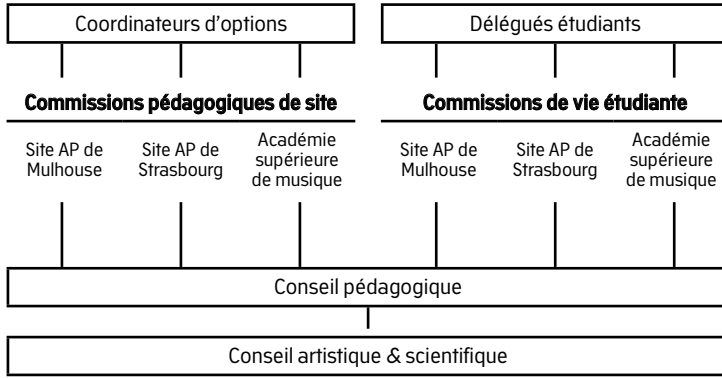 Coordinateurs d’options
Délégués étudiants
Commissions pédagogiques de site
Commissions de vie étudiante
Site AP de
Mulhouse
Site AP de
Strasbourg
Académie
supérieure
de musique
Site AP de
Mulhouse
Site AP de
Strasbourg
Académie
supérieure
de musique
Conseil pédagogique
Conseil artistique & scientifique